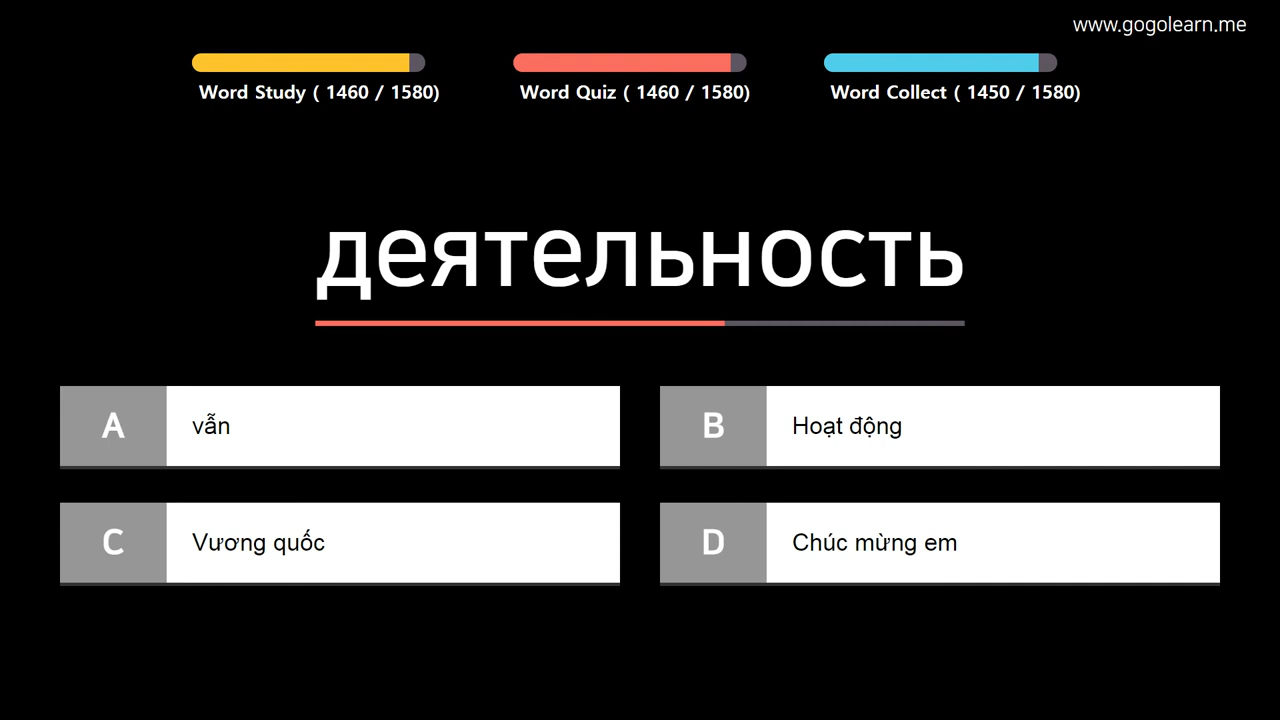 www.gogolearn.me
Word Study ( 1460 / 1580)
Word Quiz ( 1460 / 1580)
Word Collect ( 1450 / 1580)
деятельность
A vẫn
B Hoạt động
C Vương quốc
D Chúc mừng em